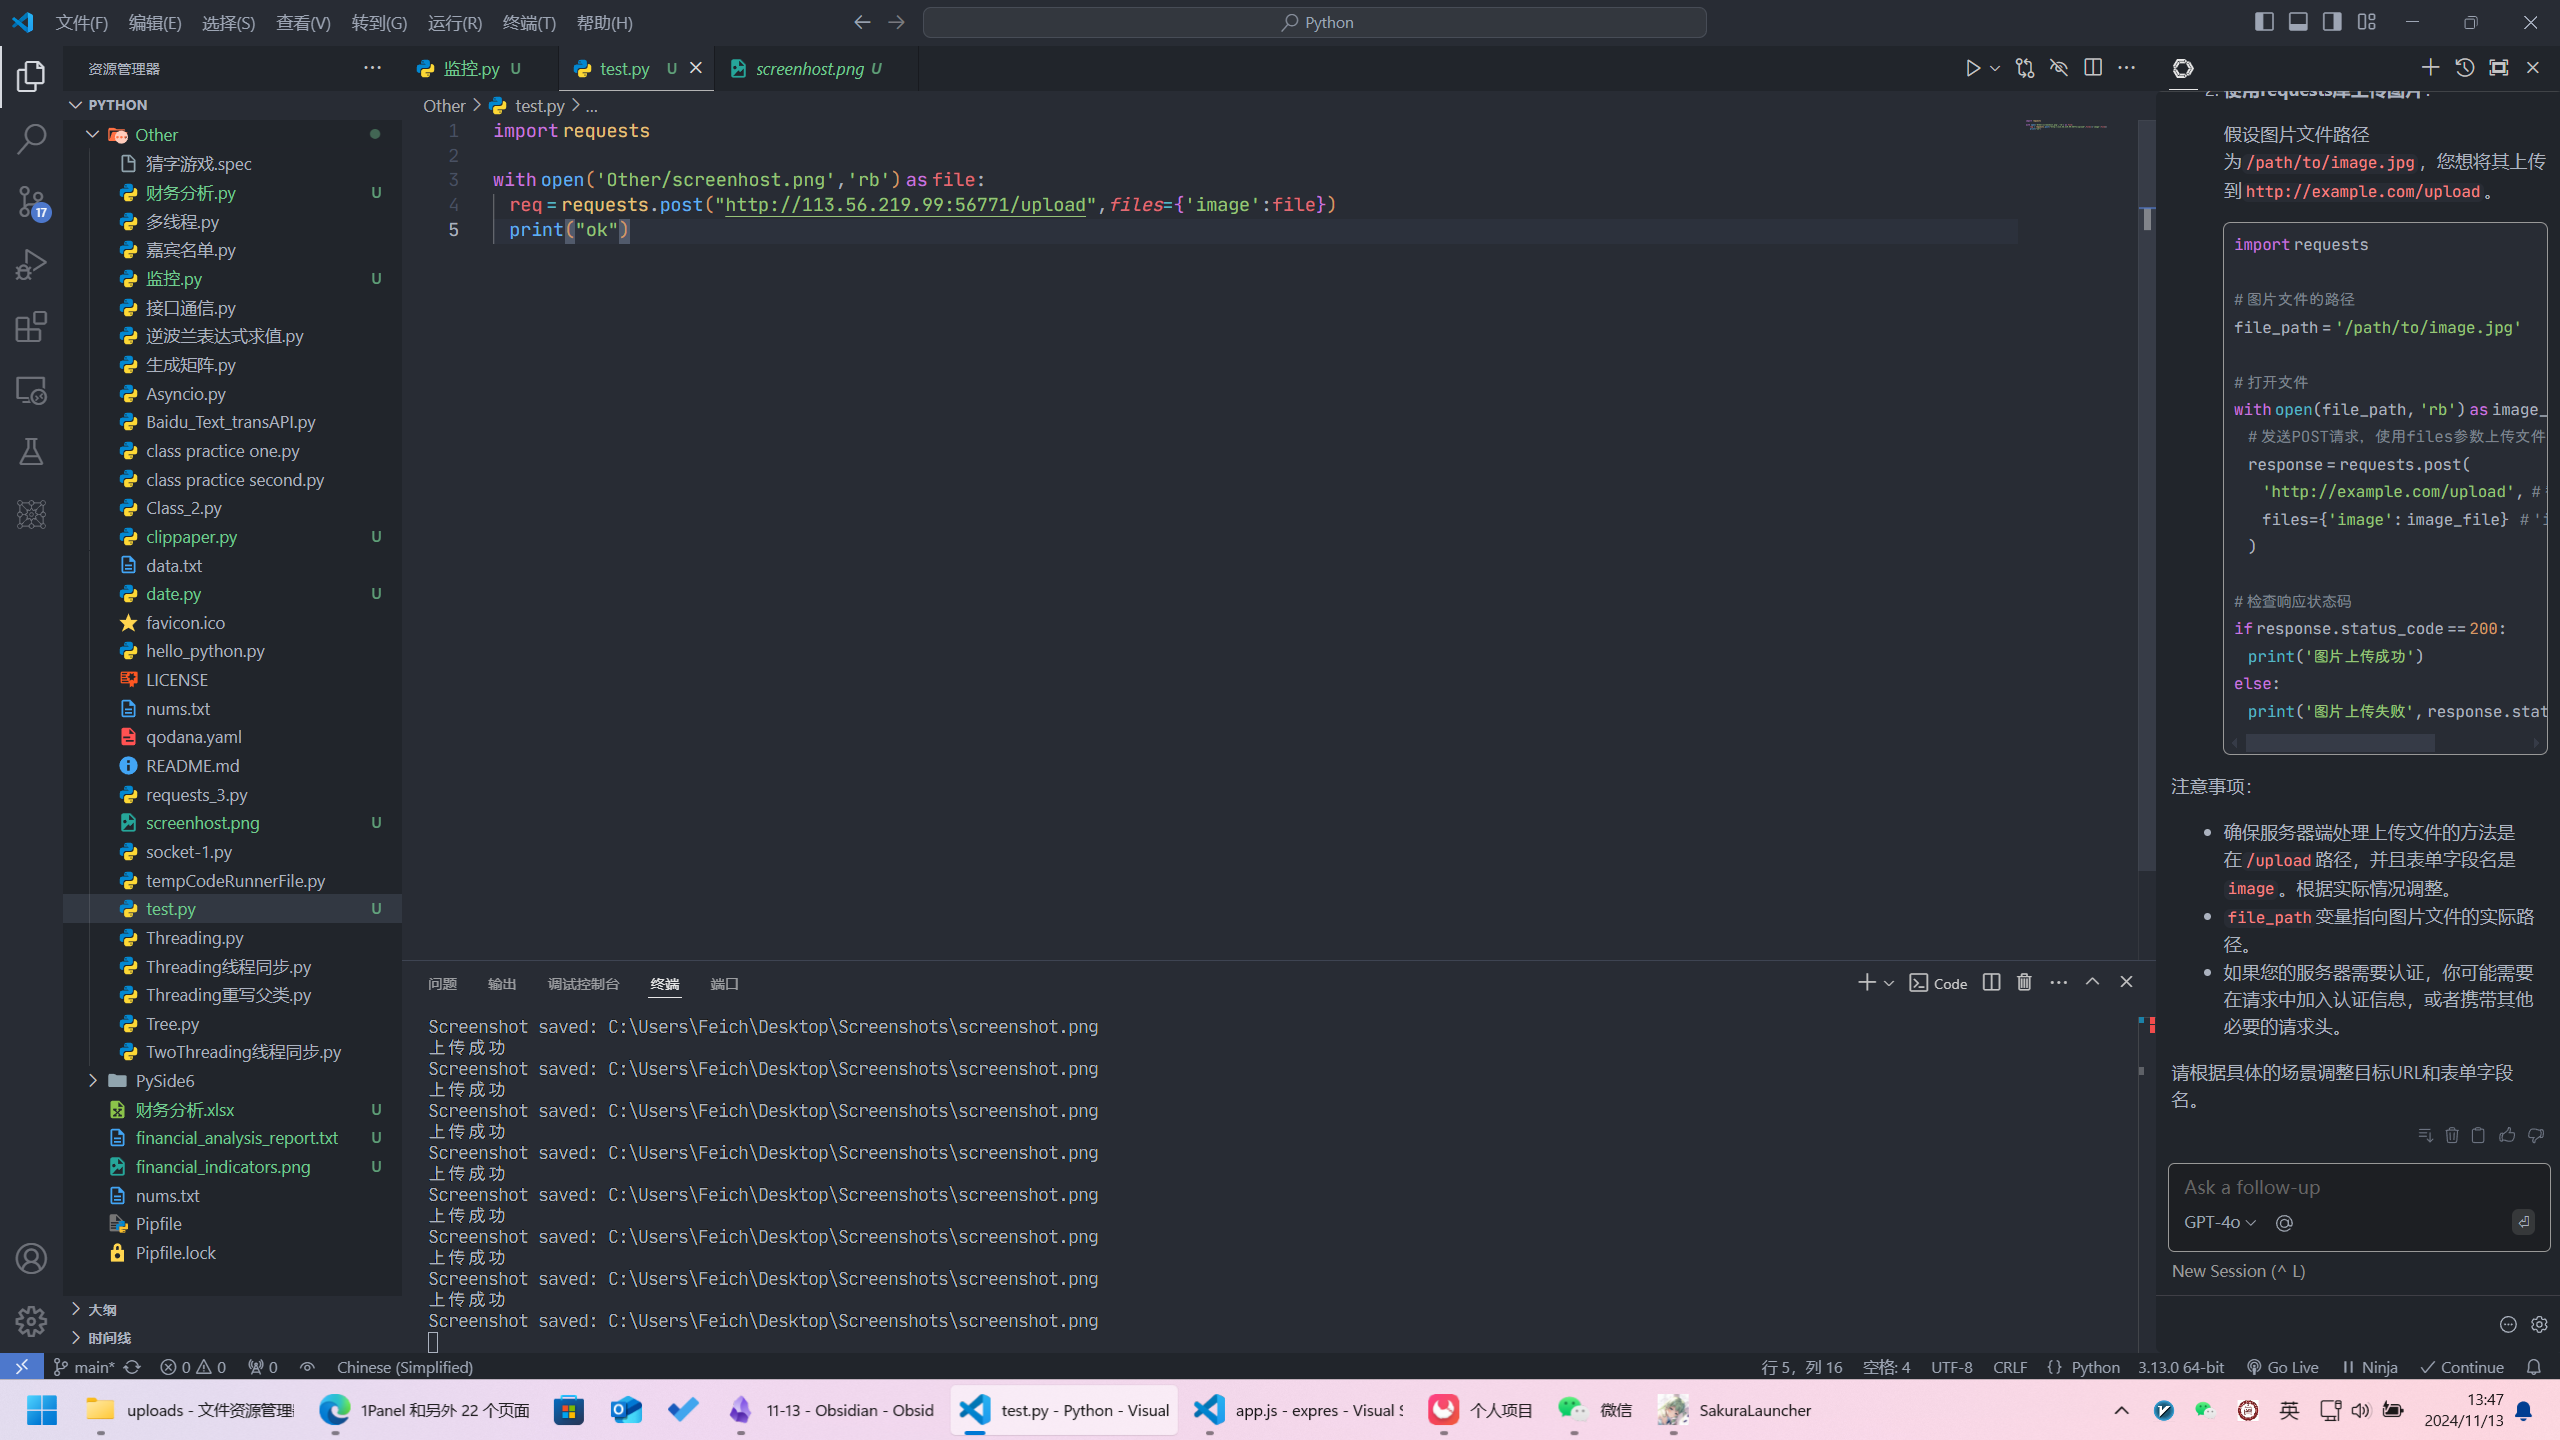 文件(F) 编辑(E) 选择(S) 查看(V) 转到(G) 运行(R) 终端(T) 帮助(H)
Python
资源管理器
PYTHON
Other
猜字游戏.spec
财务分析.py U
多线程.py
嘉宾名单.py
监控.py U
接口通信.py
逆波兰表达式求值.py
生成矩阵.py
Asyncio.py
Baidu_Text_transAPI.py
class practice one.py
class practice second.py
Class_2.py
clippaper.py U
data.txt
date.py U
favicon.ico
hello_python.py
LICENSE
nums.txt
qodana.yaml
README.md
requests_3.py
screenhost.png U
socket-1.py
tempCodeRunnerFile.py
test.py U
Threading.py
Threading线程同步.py
Threading重写父类.py
Tree.py
TwoThreading线程同步.py
PySide6
财务分析.xlsx U
financial_analysis_report.txt U
financial_indicators.png U
nums.txt
Pipfile
Pipfile.lock
大纲
时间线
17
监控.py U test.py U screenhost.png U
Other > test.py > ...
1 import requests
2
3 with open('Other/screenhost.png','rb') as file:
4 req = requests.post("http://113.56.219.99:56771/upload",files={'image':file})
5 print("ok")
问题 输出 调试控制台 终端 端口
Code
Screenshot saved: C:\Users\Feich\Desktop\Screenshots\screenshot.png
上传成功
Screenshot saved: C:\Users\Feich\Desktop\Screenshots\screenshot.png
上传成功
Screenshot saved: C:\Users\Feich\Desktop\Screenshots\screenshot.png
上传成功
Screenshot saved: C:\Users\Feich\Desktop\Screenshots\screenshot.png
上传成功
Screenshot saved: C:\Users\Feich\Desktop\Screenshots\screenshot.png
上传成功
Screenshot saved: C:\Users\Feich\Desktop\Screenshots\screenshot.png
上传成功
Screenshot saved: C:\Users\Feich\Desktop\Screenshots\screenshot.png
上传成功
Screenshot saved: C:\Users\Feich\Desktop\Screenshots\screenshot.png
2. 使用requests库上传图片：
假设图片文件路径
为 /path/to/image.jpg，您想将其上传
到 http://example.com/upload。
import requests
# 图片文件的路径
file_path = '/path/to/image.jpg'
# 打开文件
with open(file_path, 'rb') as image_
# 发送POST请求，使用files参数上传文件
response = requests.post(
'http://example.com/upload', #
files={'image': image_file} # 'i
)
# 检查响应状态码
if response.status_code == 200:
print('图片上传成功')
else:
print('图片上传失败', response.stat
注意事项：
• 确保服务器端处理上传文件的方法是
在 /upload 路径，并且表单字段名是
image。根据实际情况调整。
• file_path 变量指向图片文件的实际路
径。
• 如果您的服务器需要认证，你可能需要
在请求中加入认证信息，或者携带其他
必要的请求头。
请根据具体的场景调整目标URL和表单字段
名。
Ask a follow-up
GPT-4o @
New Session (^ L)
main* 0 0 0 Chinese (Simplified) 行 5，列 16 空格: 4 UTF-8 CRLF {} Python 3.13.0 64-bit Go Live Ninja Continue
uploads - 文件资源管理 1Panel 和另外 22 个页面 11-13 - Obsidian - Obsid test.py - Python - Visual app.js - expres - Visual S 个人项目 微信 SakuraLauncher 英 13:47
2024/11/13